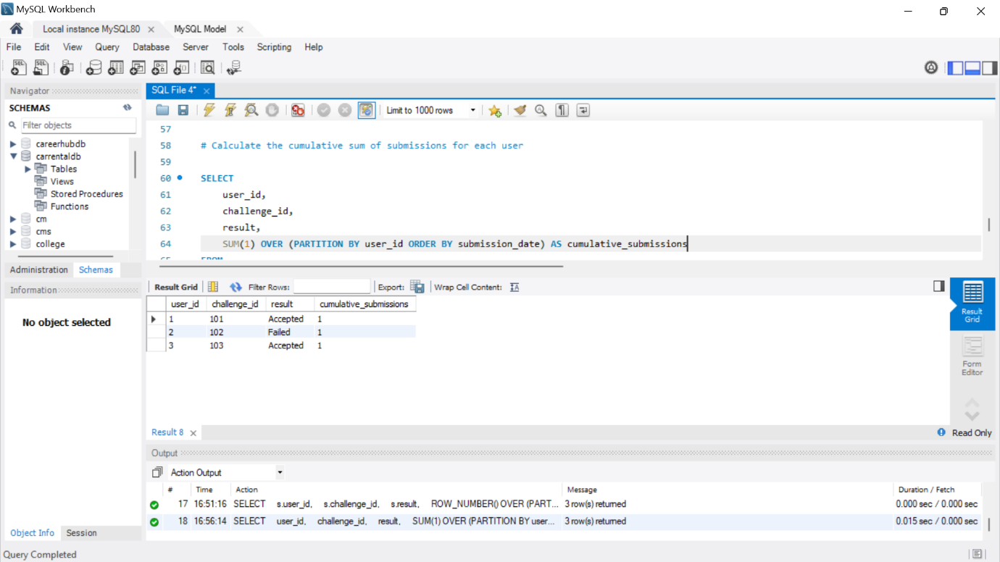 MySQL Workbench
Local instance MySQL80
MySQL Model
File Edit View Query Database Server Tools Scripting Help
Navigator
SCHEMAS
Filter objects
careerhubdb
carrentaldb
Tables
Views
Stored Procedures
Functions
cm
cms
college
Administration Schemas
Information
No object selected
Object Info Session
SQL File 4*
Limit to 1000 rows
57
58 # Calculate the cumulative sum of submissions for each user
59
60 SELECT
61 user_id,
62 challenge_id,
63 result,
64 SUM(1) OVER (PARTITION BY user_id ORDER BY submission_date) AS cumulative_submissions
65 FROM
Result Grid Filter Rows: Export: Wrap Cell Content:
user_id challenge_id result cumulative_submissions
1 101 Accepted 1
2 102 Failed 1
3 103 Accepted 1
Result Grid
Form Editor
Result 8
Read Only
Output
Action Output
# Time Action Message Duration / Fetch
17 16:51:16 SELECT s.user_id, s.challenge_id, s.result, ROW_NUMBER() OVER (PART... 3 row(s) returned 0.000 sec / 0.000 sec
18 16:56:14 SELECT user_id, challenge_id, result, SUM(1) OVER (PARTITION BY user... 3 row(s) returned 0.015 sec / 0.000 sec
Query Completed